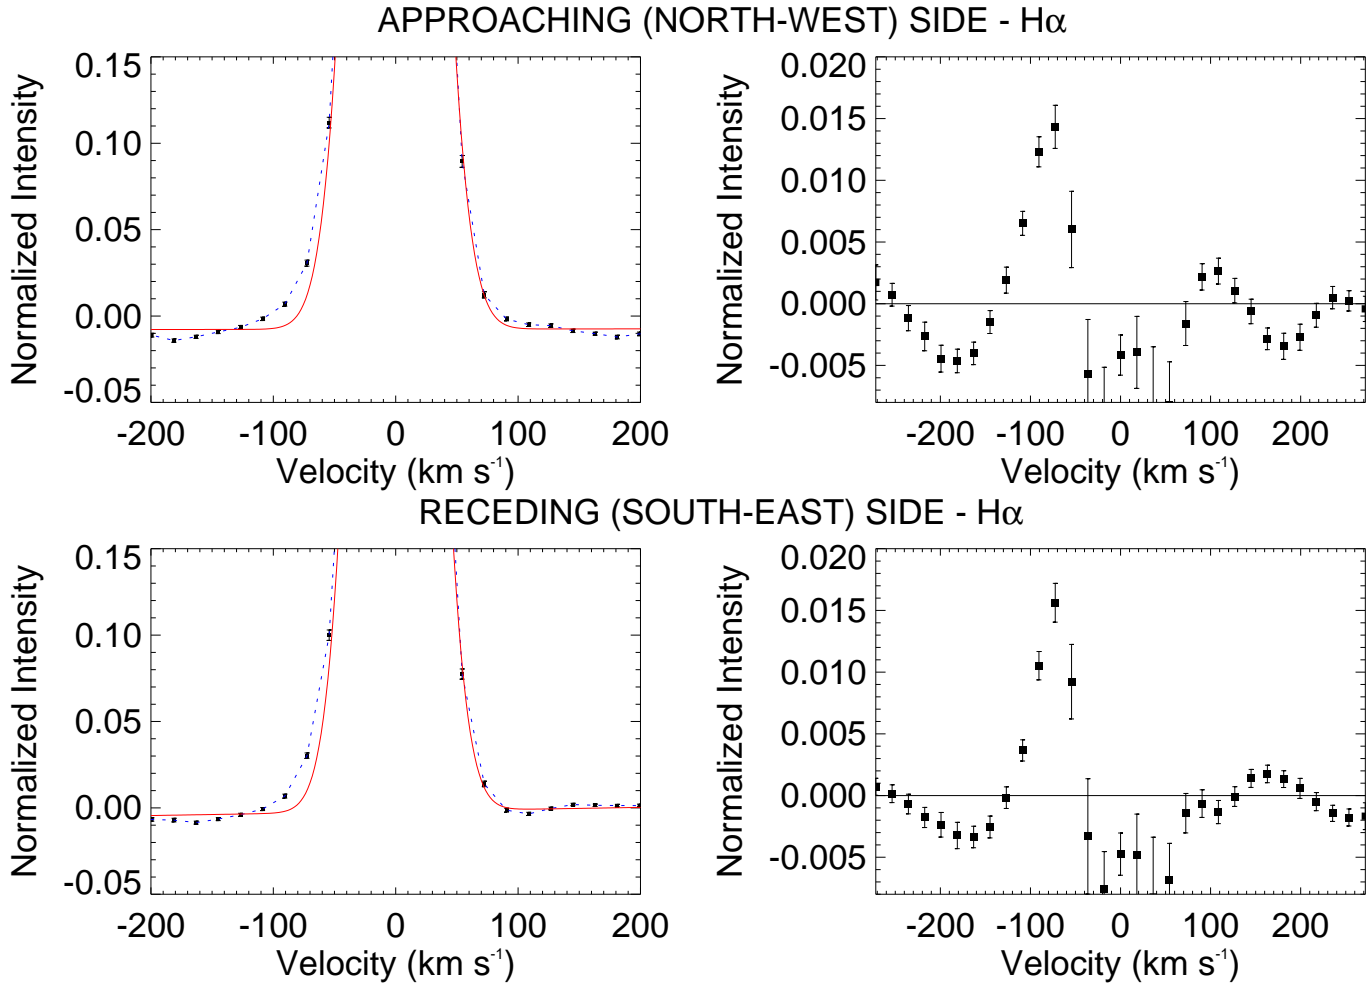 APPROACHING (NORTH-WEST) SIDE - Hα
0.15
0.10
0.05
0.00
-0.05
Normalized Intensity
-200 -100 0 100 200
Velocity (km s-1)
0.020
0.015
0.010
0.005
0.000
-0.005
Normalized Intensity
-200 -100 0 100 200
Velocity (km s-1)
RECEDING (SOUTH-EAST) SIDE - Hα
0.15
0.10
0.05
0.00
-0.05
Normalized Intensity
-200 -100 0 100 200
Velocity (km s-1)
0.020
0.015
0.010
0.005
0.000
-0.005
Normalized Intensity
-200 -100 0 100 200
Velocity (km s-1)